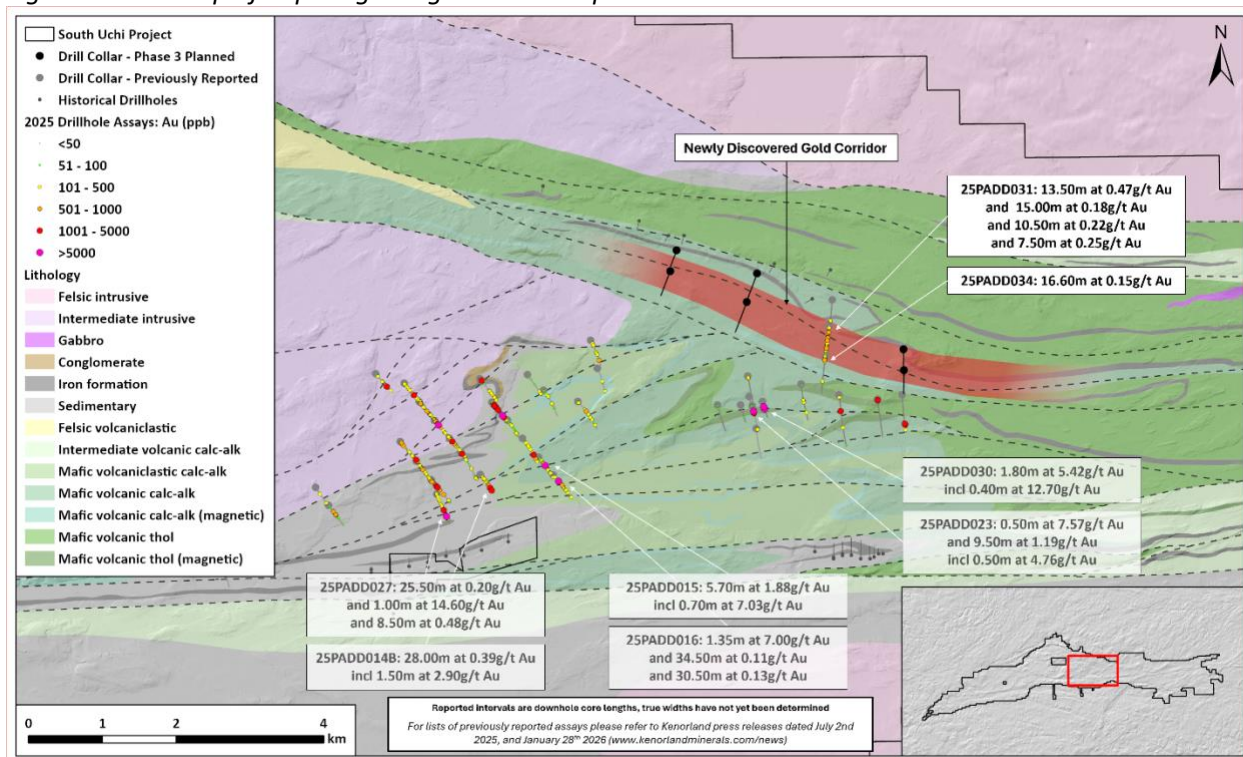 South Uchi Project
Drill Collar - Phase 3 Planned
Drill Collar - Previously Reported
Historical Drillholes
2025 Drillhole Assays: Au (ppb)
<50
51 - 100
101 - 500
501 - 1000
1001 - 5000
>5000
Lithology
Felsic intrusive
Intermediate intrusive
Gabbro
Conglomerate
Iron formation
Sedimentary
Felsic volcaniclastic
Intermediate volcanic calc-alk
Mafic volcaniclastic calc-alk
Mafic volcanic calc-alk
Mafic volcanic calc-alk (magnetic)
Mafic volcanic thol
Mafic volcanic thol (magnetic)
N
Newly Discovered Gold Corridor
25PADD031: 13.50m at 0.47g/t Au
and 15.00m at 0.18g/t Au
and 10.50m at 0.22g/t Au
and 7.50m at 0.25g/t Au
25PADD034: 16.60m at 0.15g/t Au
25PADD030: 1.80m at 5.42g/t Au
incl 0.40m at 12.70g/t Au
25PADD023: 0.50m at 7.57g/t Au
and 9.50m at 1.19g/t Au
incl 0.50m at 4.76g/t Au
25PADD027: 25.50m at 0.20g/t Au
and 1.00m at 14.60g/t Au
and 8.50m at 0.48g/t Au
25PADD014B: 28.00m at 0.39g/t Au
incl 1.50m at 2.90g/t Au
25PADD015: 5.70m at 1.88g/t Au
incl 0.70m at 7.03g/t Au
25PADD016: 1.35m at 7.00g/t Au
and 34.50m at 0.11g/t Au
and 30.50m at 0.13g/t Au
0 1 2 4
km
Reported intervals are downhole core lengths, true widths have not yet been determined
For lists of previously reported assays please refer to Kenorland press releases dated July 2nd
2025, and January 28th 2026 (www.kenorlandminerals.com/news)